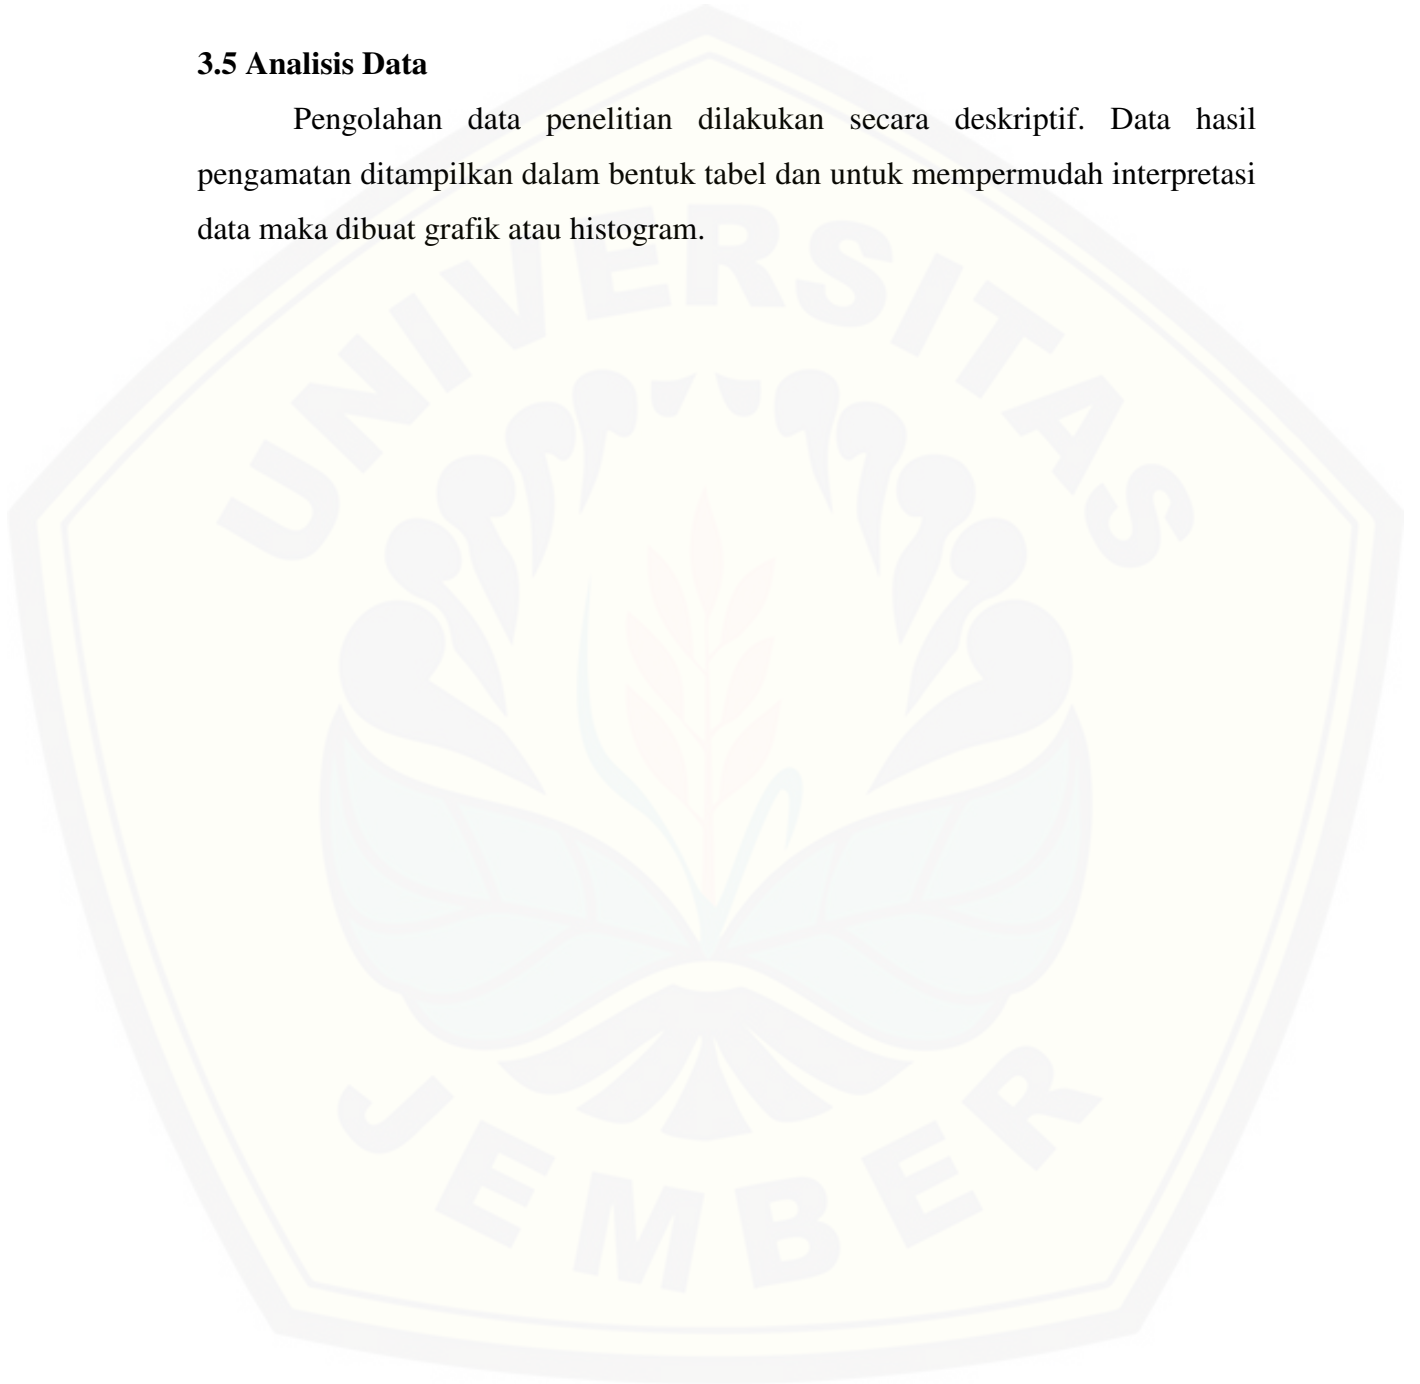 3.5 Analisis Data
Pengolahan data penelitian dilakukan secara deskriptif. Data hasil
pengamatan ditampilkan dalam bentuk tabel dan untuk mempermudah interpretasi
data maka dibuat grafik atau histogram.
UNIVERSITAS
JEMBER